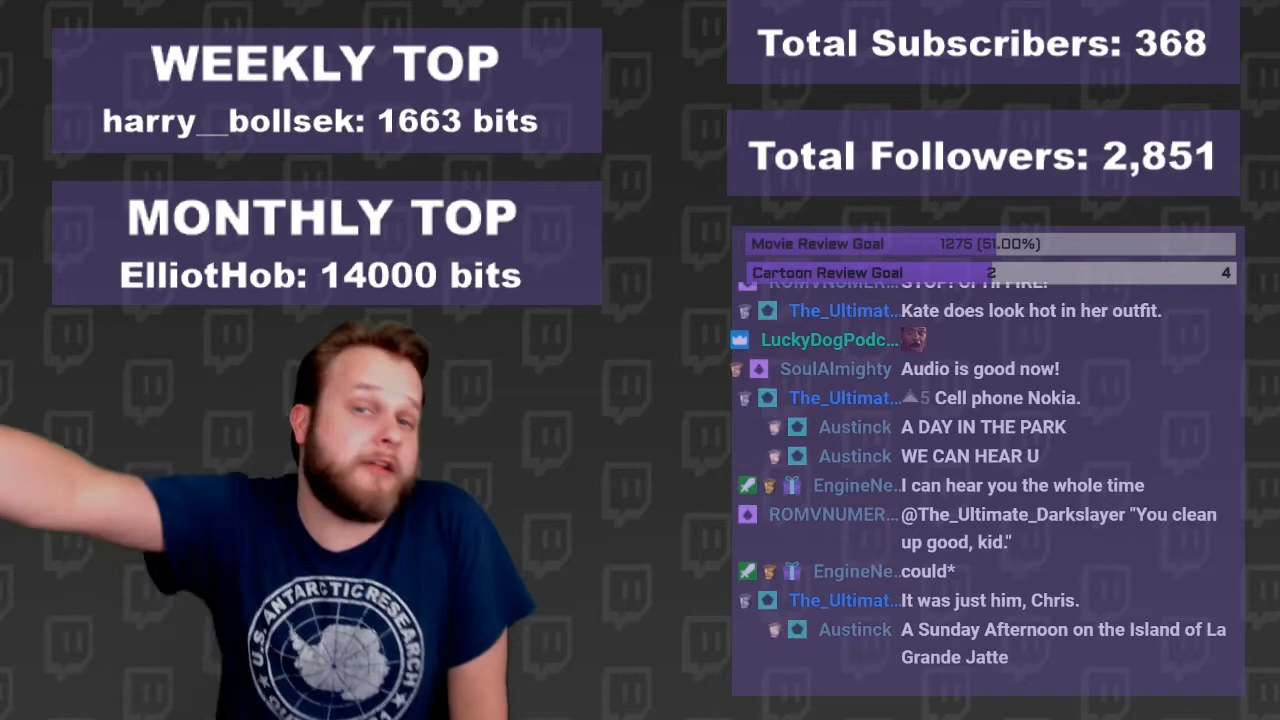 WEEKLY TOP
harry__bollsek: 1663 bits
MONTHLY TOP
ElliotHob: 14000 bits
Total Subscribers: 368
Total Followers: 2,851
Movie Review Goal 1275 (51.00%)
Cartoon Review Goal 2 4
ROMVNUMER...
The_Ultimat... Kate does look hot in her outfit.
LuckyDogPodc...
SoulAlmighty Audio is good now!
The_Ultimat... 5 Cell phone Nokia.
Austinck A DAY IN THE PARK
Austinck WE CAN HEAR U
EngineNe... I can hear you the whole time
ROMVNUMER... @The_Ultimate_Darkslayer "You clean
up good, kid."
EngineNe... could*
The_Ultimat... It was just him, Chris.
Austinck A Sunday Afternoon on the Island of La
Grande Jatte
U.S. ANTARCTIC RESEARCH